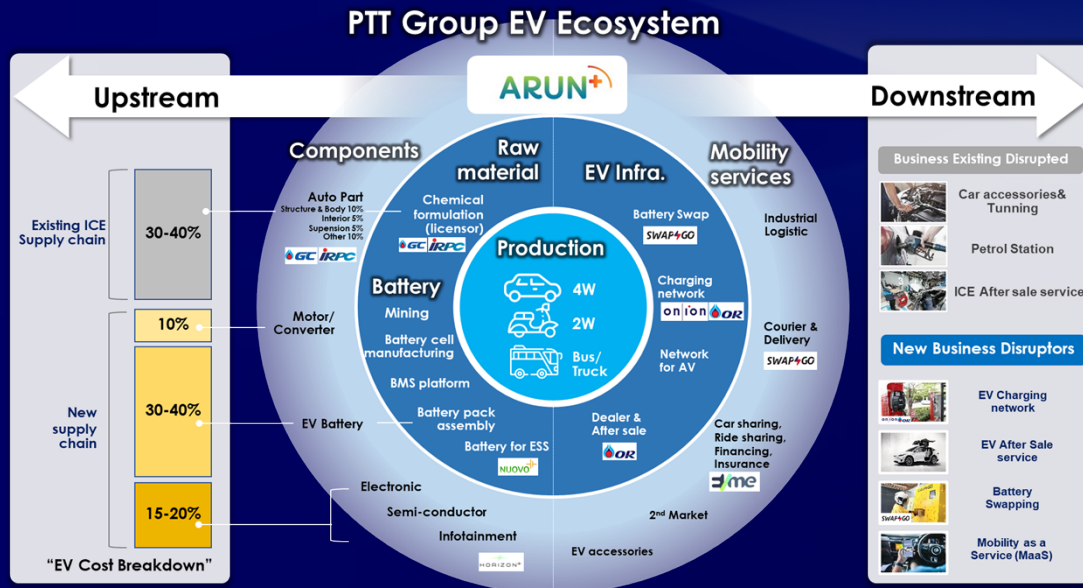 PTT Group EV Ecosystem
ARUN+
Upstream
Downstream
Existing ICE
Supply chain
30-40%
New
supply
chain
10%
30-40%
15-20%
“EV Cost Breakdown”
Components
Auto Part
Structure & Body 10%
Interior 5%
Supension 5%
Other 10%
GC IRPC
Motor/
Converter
EV Battery
Electronic
Semi-conductor
Infotainment
HORIZON+
Raw
material
Chemical
formulation
(licensor)
GC IRPC
Battery
Mining
Battery cell
manufacturing
BMS platform
Battery pack
assembly
Battery for ESS
NUOVO+
Production
4W
2W
Bus/
Truck
EV Infra.
Battery Swap
SWAP GO
Charging
network
on-ion OR
Network
for AV
Dealer &
After sale
OR
Mobility
services
Industrial
Logistic
Courier &
Delivery
SWAP GO
Car sharing,
Ride sharing,
Financing,
Insurance
EVme
2nd Market
EV accessories
Business Existing Disrupted
Car accessories&
Tunning
Petrol Station
ICE After sale service
New Business Disruptors
EV Charging
network
EV After Sale
service
Battery
Swapping
SWAP GO
Mobility as a
Service (MaaS)